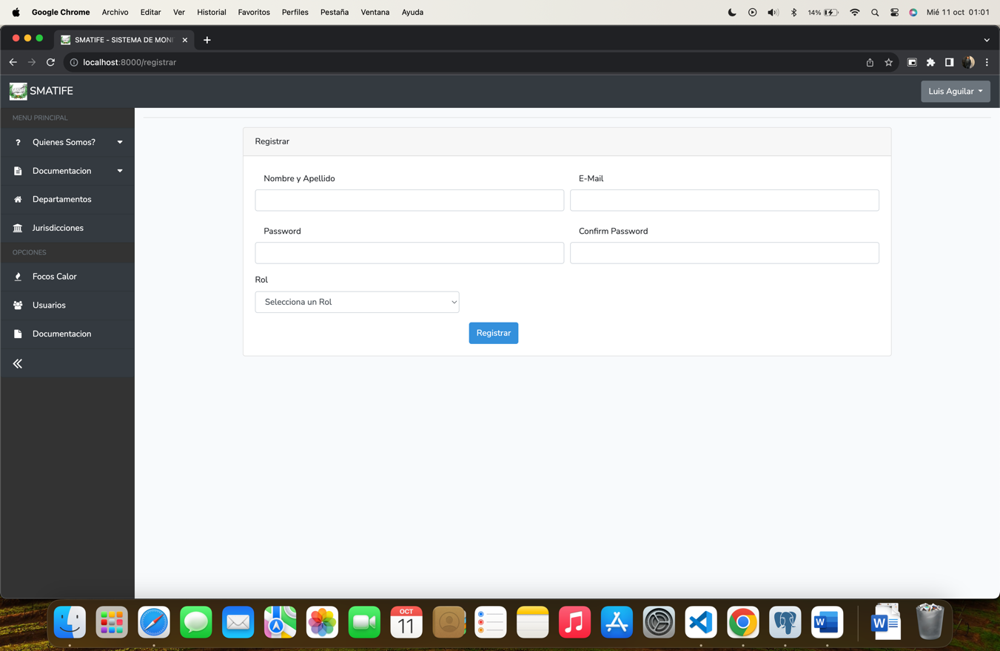 Google Chrome Archivo Editar Ver Historial Favoritos Perfiles Pestaña Ventana Ayuda 14% Mié 11 oct 01:01
SMATIFE - SISTEMA DE MONI
localhost:8000/registrar
SMATIFE
Luis Aguilar
MENU PRINCIPAL
Quienes Somos?
Documentacion
Departamentos
Jurisdicciones
OPCIONES
Focos Calor
Usuarios
Documentacion
Registrar
Nombre y Apellido E-Mail
Password Confirm Password
Rol
Selecciona un Rol
Registrar
OCT
11
W
W